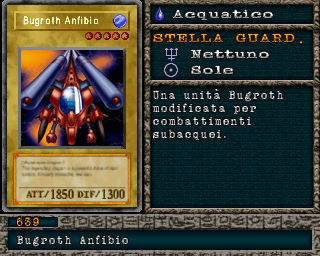 Bugroth Anfibio
ATT/1850 DIF/1300
Acquatico
STELLA GUARD.
Nettuno
Sole
Una unità Bugroth
modificata per
combattimenti
subacquei.
639
Bugroth Anfibio